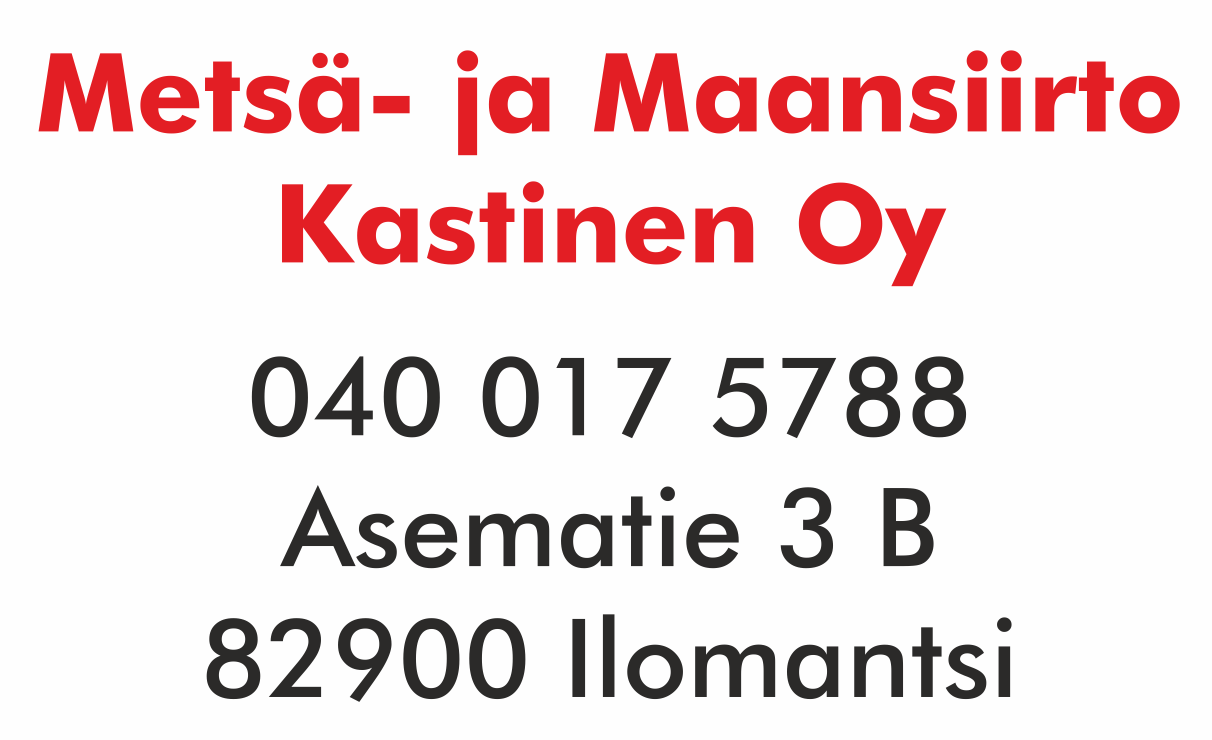 Metsä- ja Maansiirto
Kastinen Oy
040 017 5788
Asematie 3 B
82900 Ilomantsi